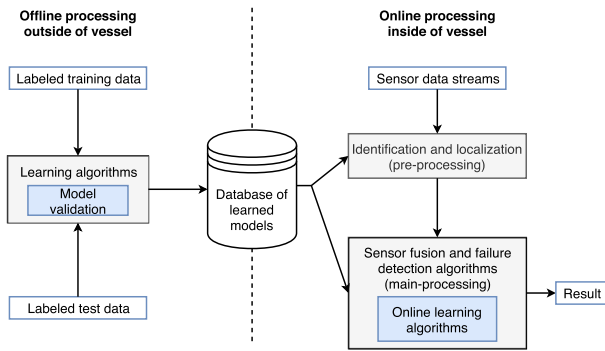 Offline processing
outside of vessel
Labeled training data
Learning algorithms
Model
validation
Labeled test data
Database of
learned
models
Online processing
inside of vessel
Sensor data streams
Identification and localization
(pre-processing)
Sensor fusion and failure
detection algorithms
(main-processing)
Online learning
algorithms
Result